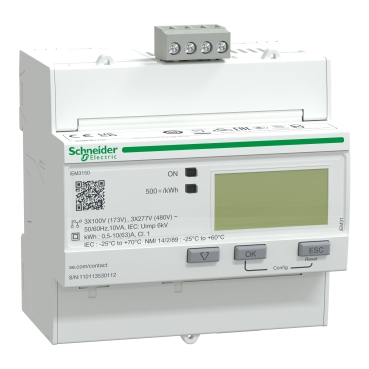 Schneider
Electric
iEM3150
ON
500 /kWh
3X100V (173V)...3X277V (480V) ~
50/60Hz,10VA, IEC: Uimp 6kV
kWh : 0,5-10(63)A, Cl. 1
IEC : -25°C to +70°C NMI 14/2/89 : -25°C to +60°C
iEM31
OK
ESC
Config
Reset
se.com/contact
S/N:110113530112